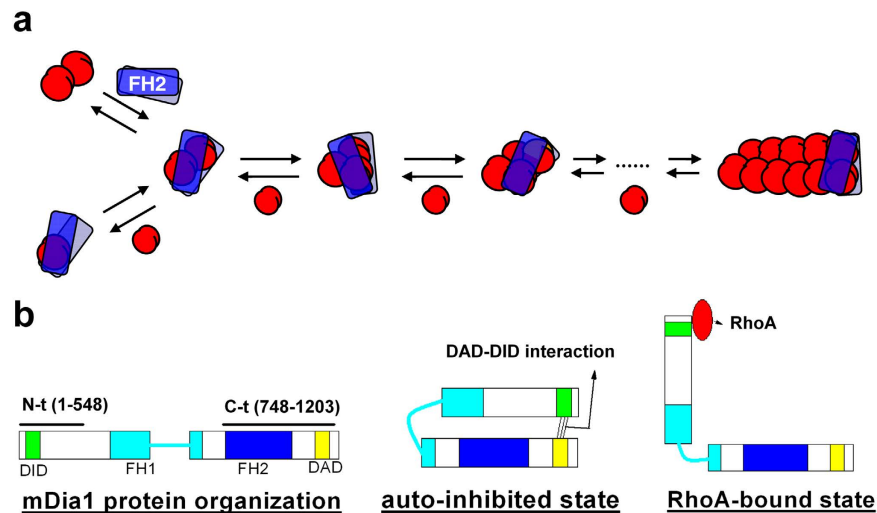 a
FH2
......
b
RhoA
DAD-DID interaction
N-t (1-548)
C-t (748-1203)
DID
FH1
FH2
DAD
mDia1 protein organization
auto-inhibited state
RhoA-bound state